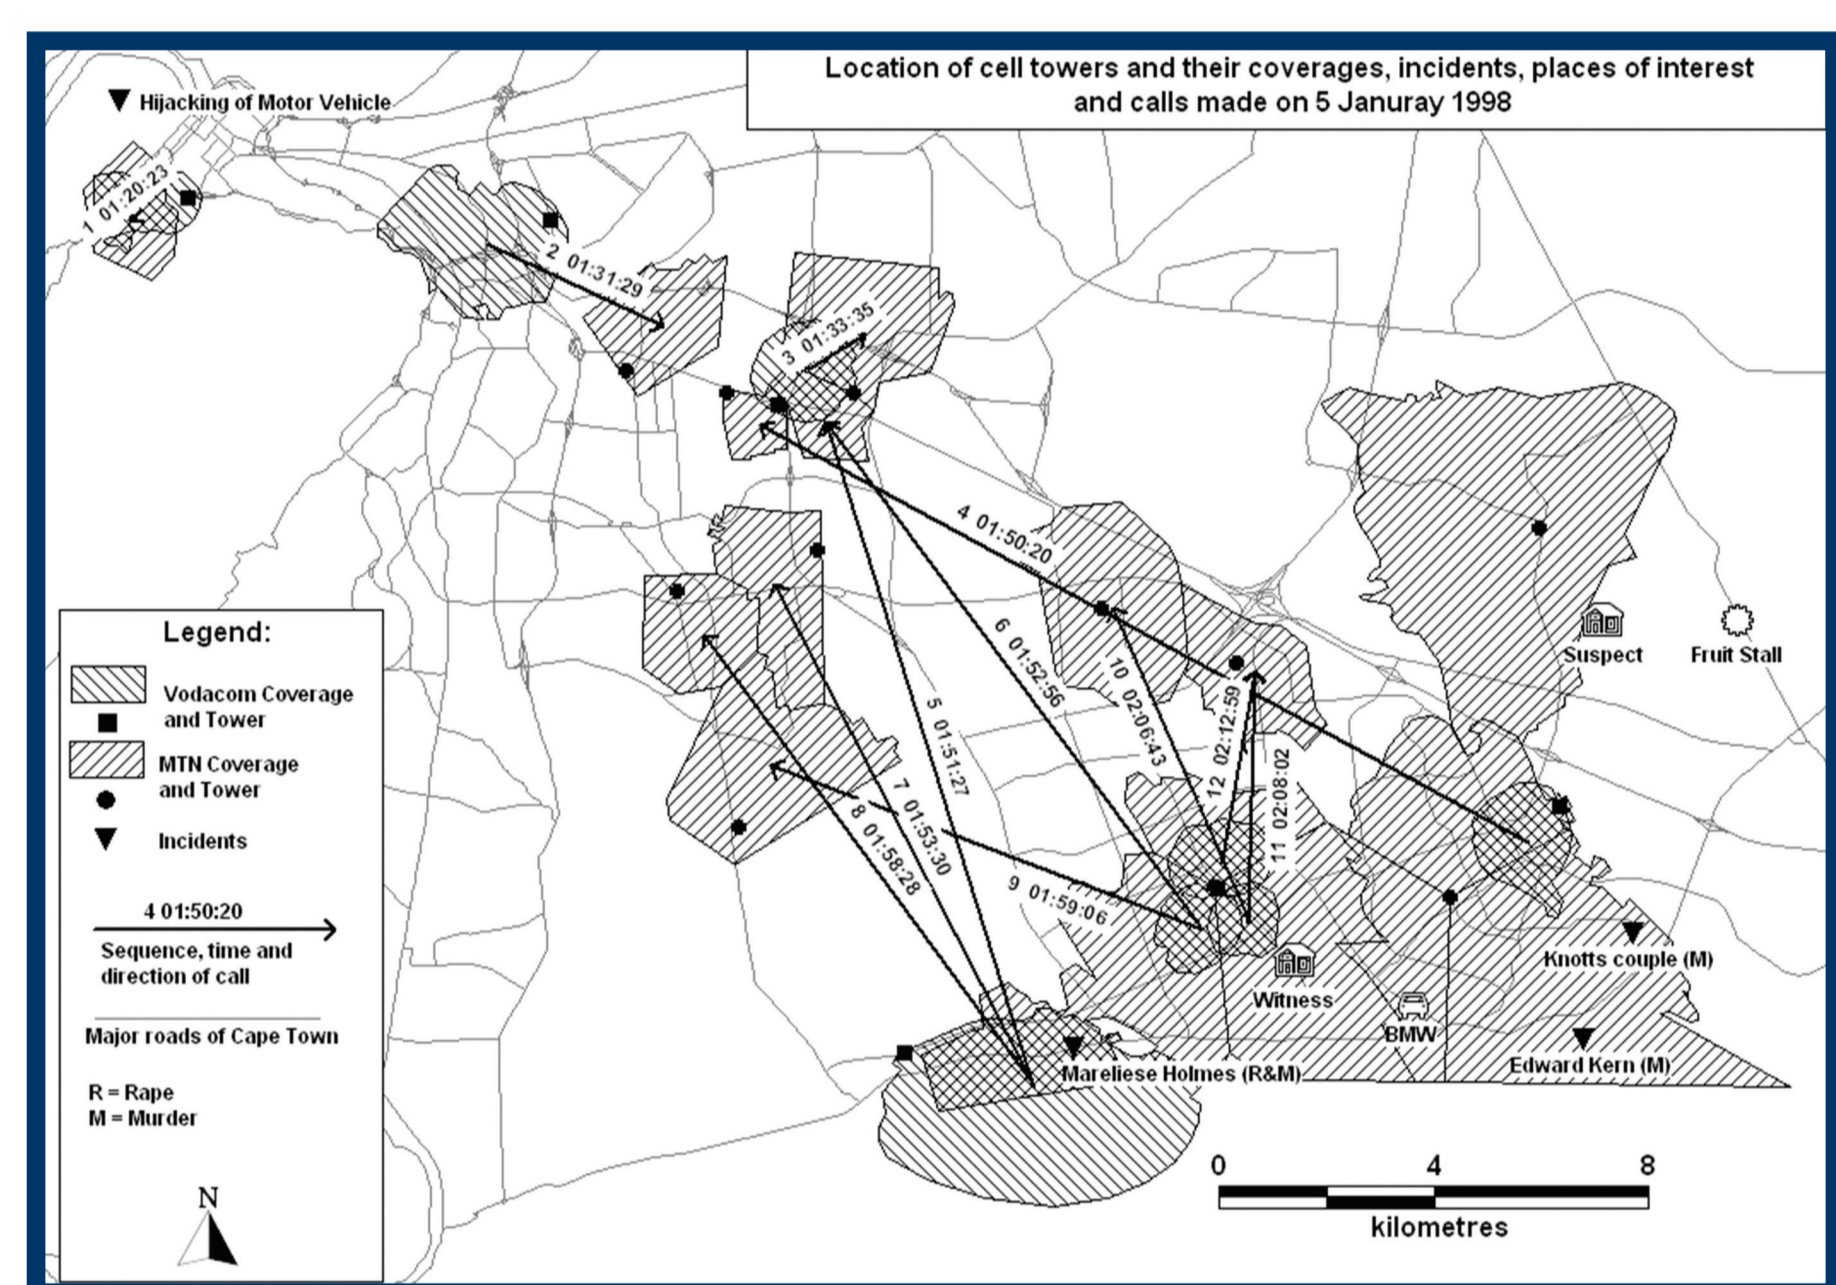 Location of cell towers and their coverages, incidents, places of interest
and calls made on 5 Januray 1998
Hijacking of Motor Vehicle
1 01:20:23
2 01:31:29
3 01:33:35
4 01:50:20
6 01:52:56
10 02:06:43
12 02:12:59
5 01:51:27
11 02:08:02
7 01:53:30
8 01:58:28
9 01:59:06
Suspect
Fruit Stall
Knotts couple (M)
Witness
BMW
Edward Kern (M)
Mareliese Holmes (R&M)
Legend:
Vodacom Coverage
and Tower
MTN Coverage
and Tower
Incidents
4 01:50:20
Sequence, time and
direction of call
Major roads of Cape Town
R = Rape
M = Murder
N
0 4 8
kilometres